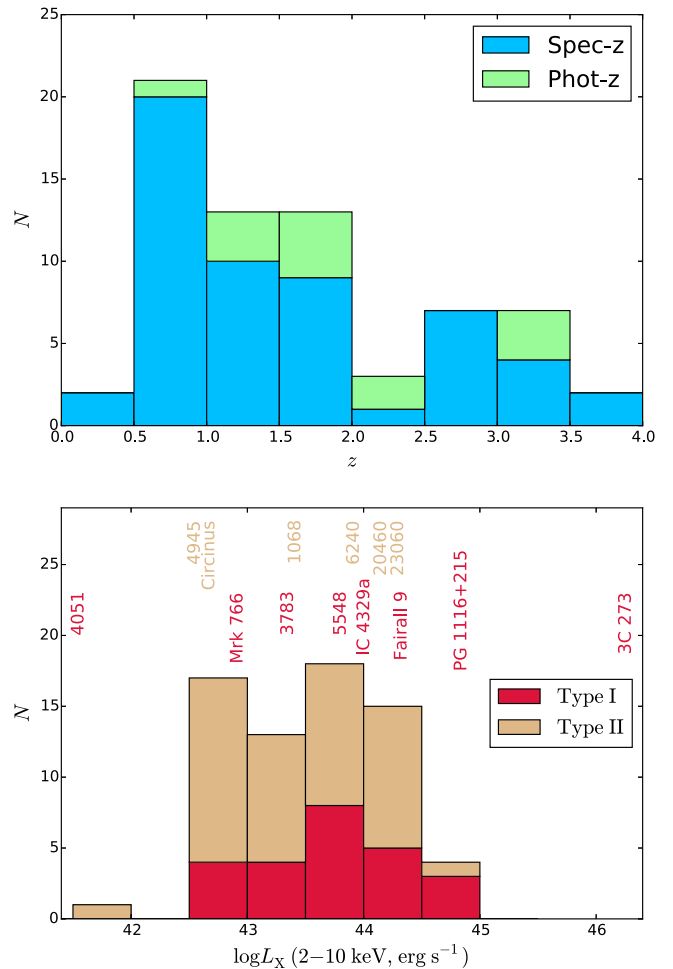 25
20
15
10
5
0
N
Spec-z
Phot-z
0.0 0.5 1.0 1.5 2.0 2.5 3.0 3.5 4.0
z
25
20
15
10
5
0
N
4945
Circinus
1068
6240
20460
23060
4051
Mrk 766
3783
5548
IC 4329a
Fairall 9
PG 1116+215
3C 273
Type I
Type II
42 43 44 45 46
logL_X (2−10 keV, erg s⁻¹)